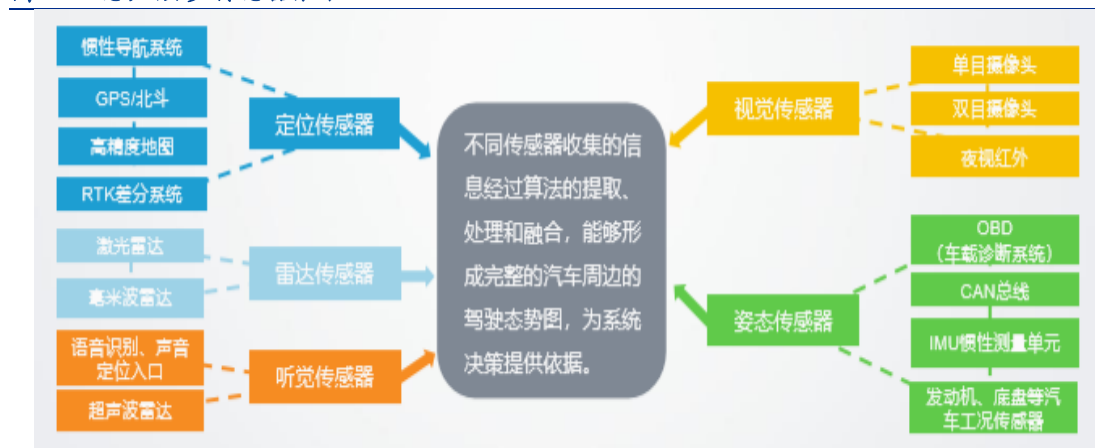 惯性导航系统
GPS/北斗
高精度地图
RTK差分系统
定位传感器
激光雷达
毫米波雷达
雷达传感器
语音识别、声音
定位入口
超声波雷达
听觉传感器
不同传感器收集的信
息经过算法的提取、
处理和融合，能够形
成完整的汽车周边的
驾驶态势图，为系统
决策提供依据。
视觉传感器
单目摄像头
双目摄像头
夜视红外
姿态传感器
OBD
（车载诊断系统）
CAN总线
IMU惯性测量单元
发动机、底盘等汽
车工况传感器